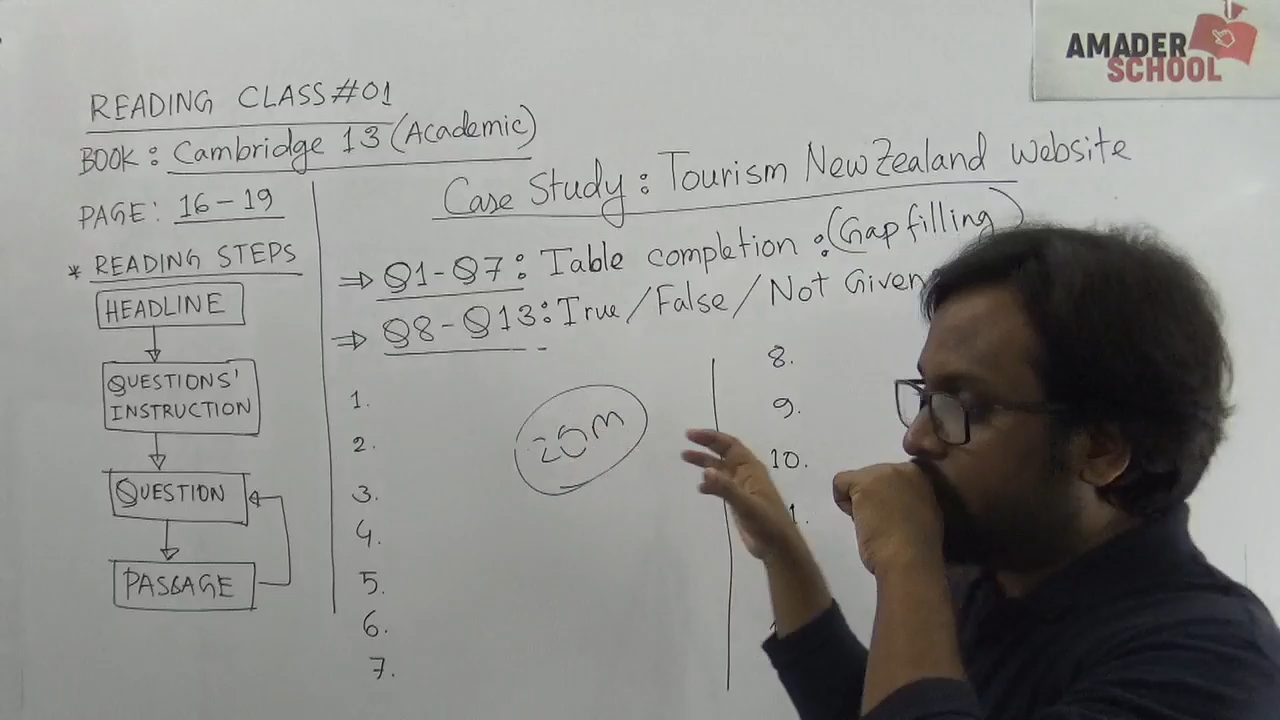 AMADER
SCHOOL
READING CLASS#01
BOOK: Cambridge 13 (Academic)
PAGE: 16-19
* READING STEPS
HEADLINE
QUESTIONS'
INSTRUCTION
QUESTION
PASSAGE
Case Study: Tourism New Zealand website
⇒ Q1-Q7: Table completion: (Gap filling)
⇒ Q8-Q13: True/False/Not Given
1.
2.
3.
4.
5.
6.
7.
20m
8.
9.
10.